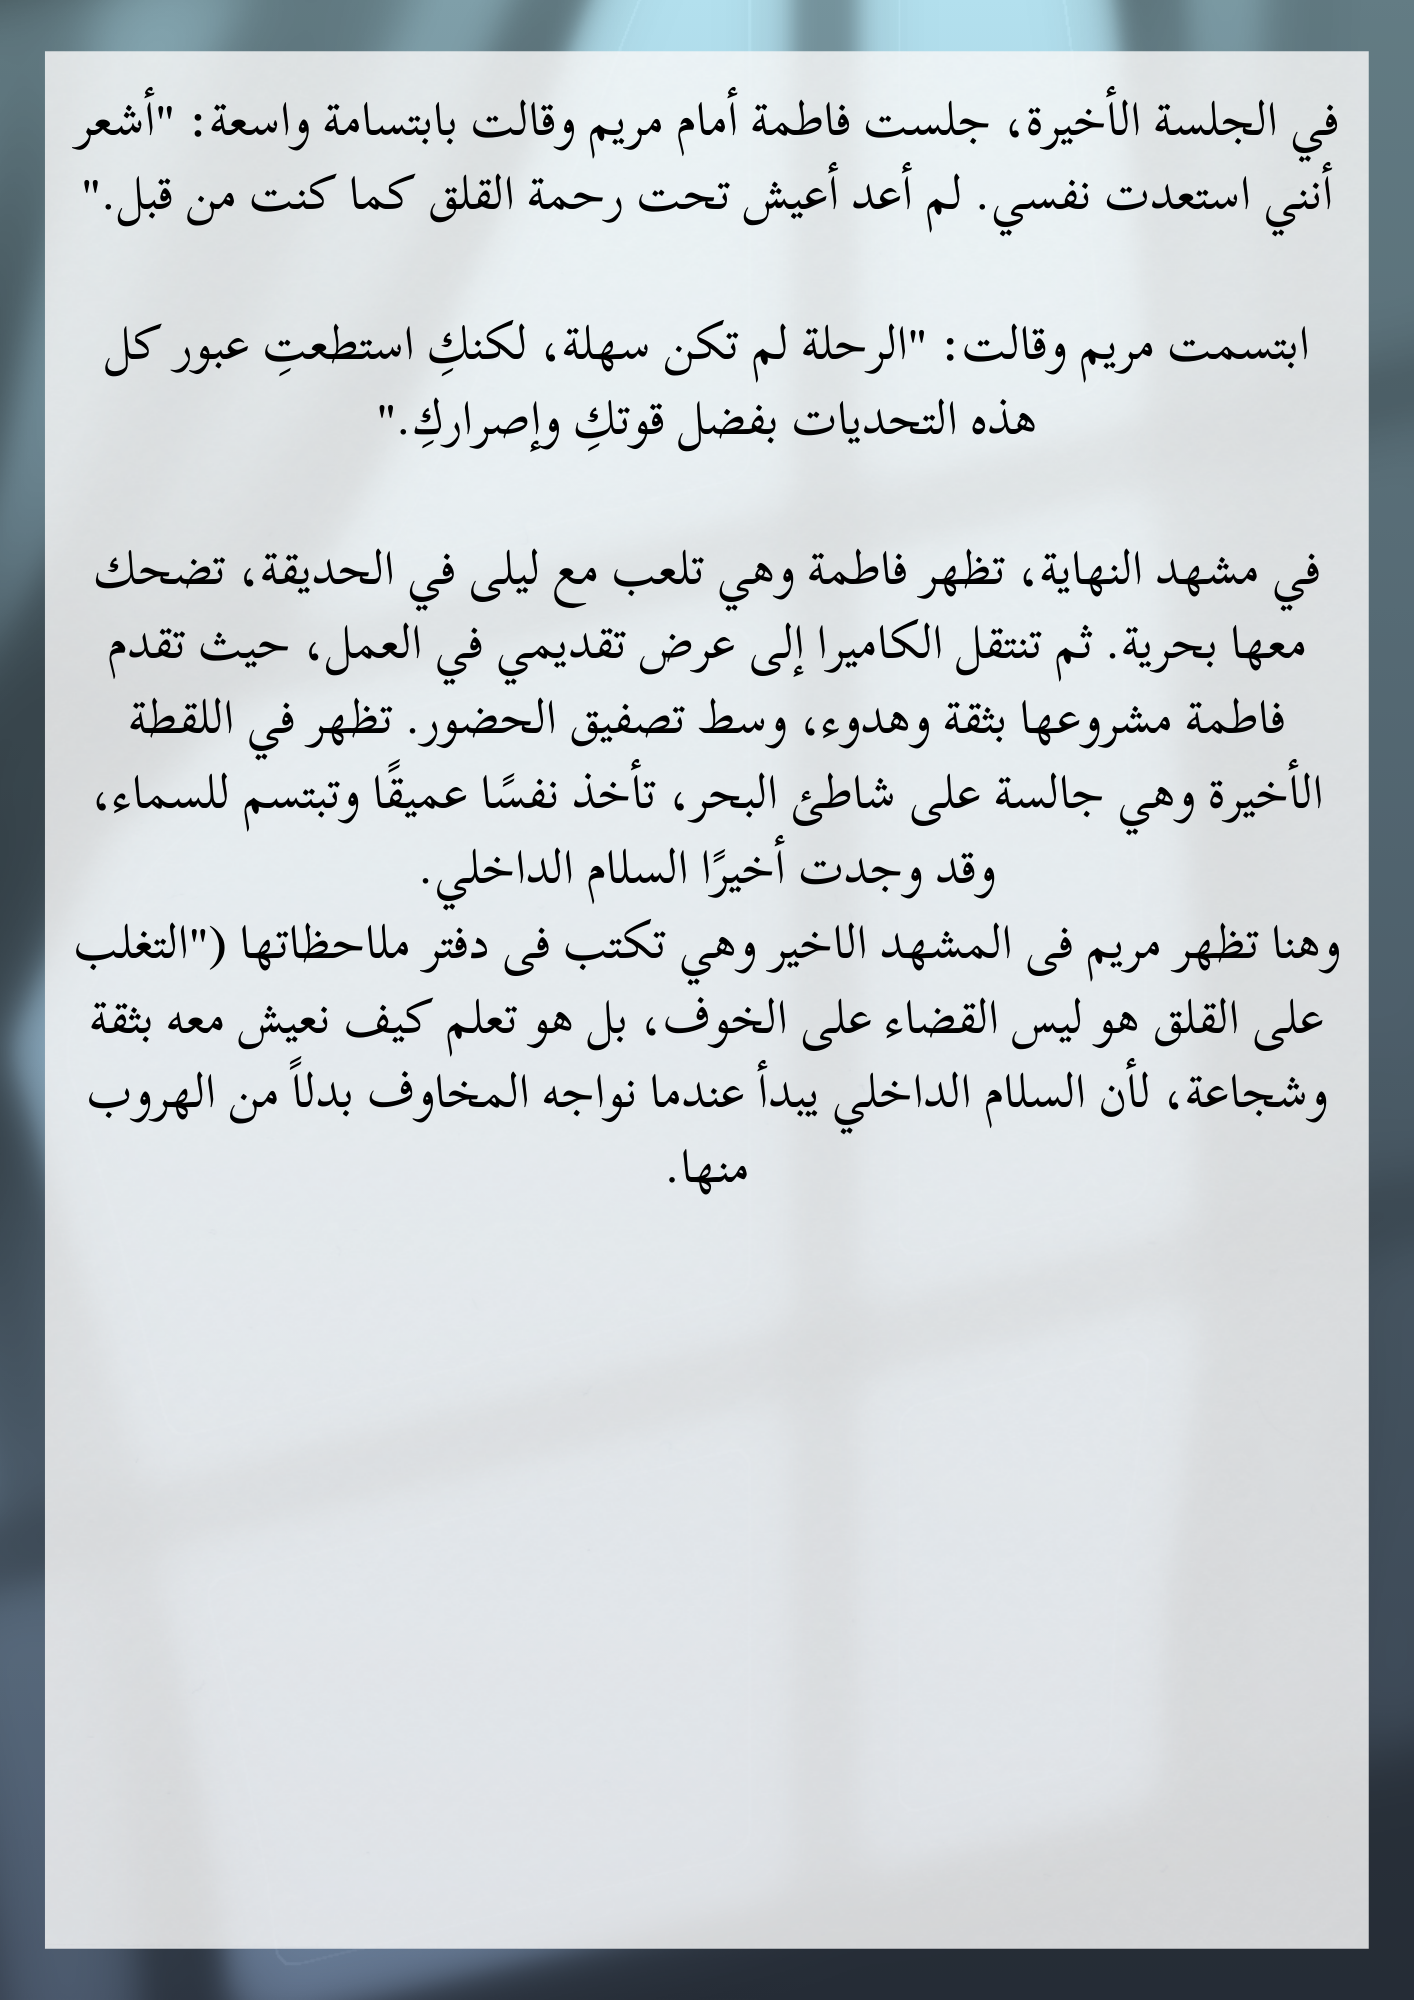 في الجلسة الأخيرة، جلست فاطمة أمام مريم وقالت بابتسامة واسعة: "أشعر
أنني استعدت نفسي. لم أعد أعيش تحت رحمة القلق كما كنت من قبل."
ابتسمت مريم وقالت: "الرحلة لم تكن سهلة، لكنكِ استطعتِ عبور كل
هذه التحديات بفضل قوتكِ وإصراركِ."
في مشهد النهاية، تظهر فاطمة وهي تلعب مع ليلى في الحديقة، تضحك
معها بحرية. ثم تنتقل الكاميرا إلى عرض تقديمي في العمل، حيث تقدم
فاطمة مشروعها بثقة وهدوء، وسط تصفيق الحضور. تظهر في اللقطة
الأخيرة وهي جالسة على شاطئ البحر، تأخذ نفسًا عميقًا وتبتسم للسماء،
وقد وجدت أخيرًا السلام الداخلي.
وهنا تظهر مريم فى المشهد الاخير وهي تكتب فى دفتر ملاحظاتها ("التغلب
على القلق هو ليس القضاء على الخوف، بل هو تعلم كيف نعيش معه بثقة
وشجاعة، لأن السلام الداخلي يبدأ عندما نواجه المخاوف بدلاً من الهروب
منها.